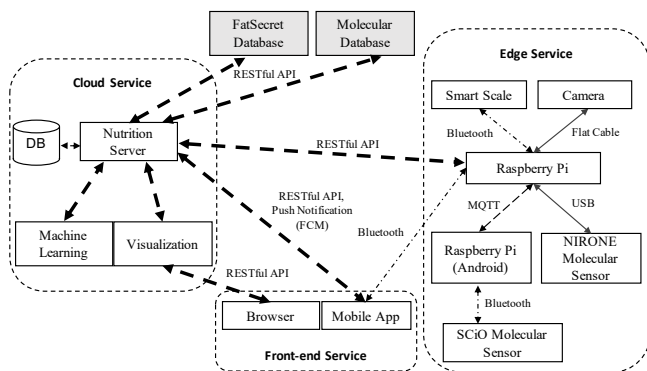 FatSecret
Database
Molecular
Database
RESTful API
Cloud Service
DB
Nutrition
Server
Machine
Learning
Visualization
RESTful API
RESTful API,
Push Notification
(FCM)
Bluetooth
RESTful API
Browser
Mobile App
Front-end Service
Edge Service
Smart Scale
Camera
Bluetooth
Flat Cable
Raspberry Pi
MQTT
USB
Raspberry Pi
(Android)
NIRONE
Molecular
Sensor
Bluetooth
SCiO Molecular
Sensor